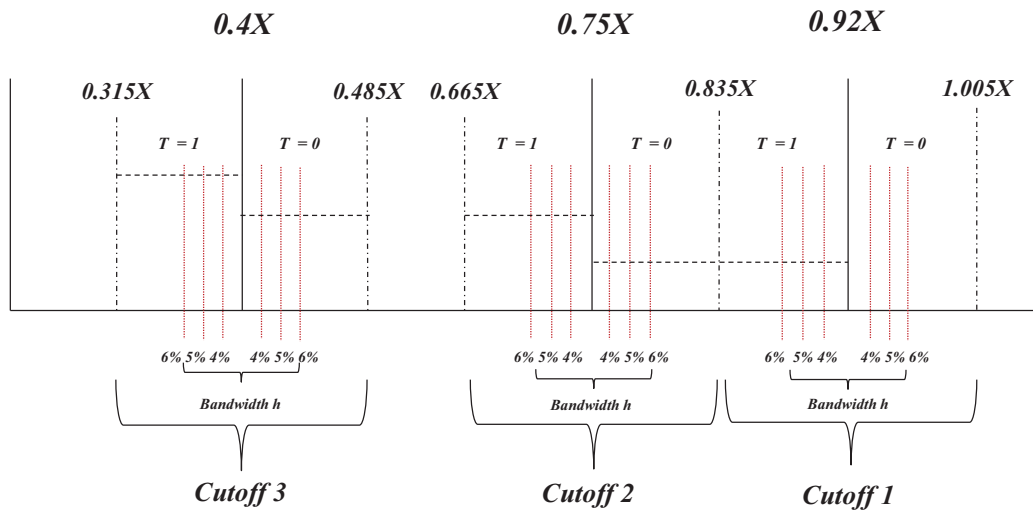 0.4X 0.75X 0.92X
0.315X 0.485X 0.665X 0.835X 1.005X
T = 1 T = 0 T = 1 T = 0 T = 1 T = 0
6% 5% 4% 4% 5% 6% 6% 5% 4% 4% 5% 6% 6% 5% 4% 4% 5% 6%
Bandwidth h Bandwidth h Bandwidth h
Cutoff 3 Cutoff 2 Cutoff 1